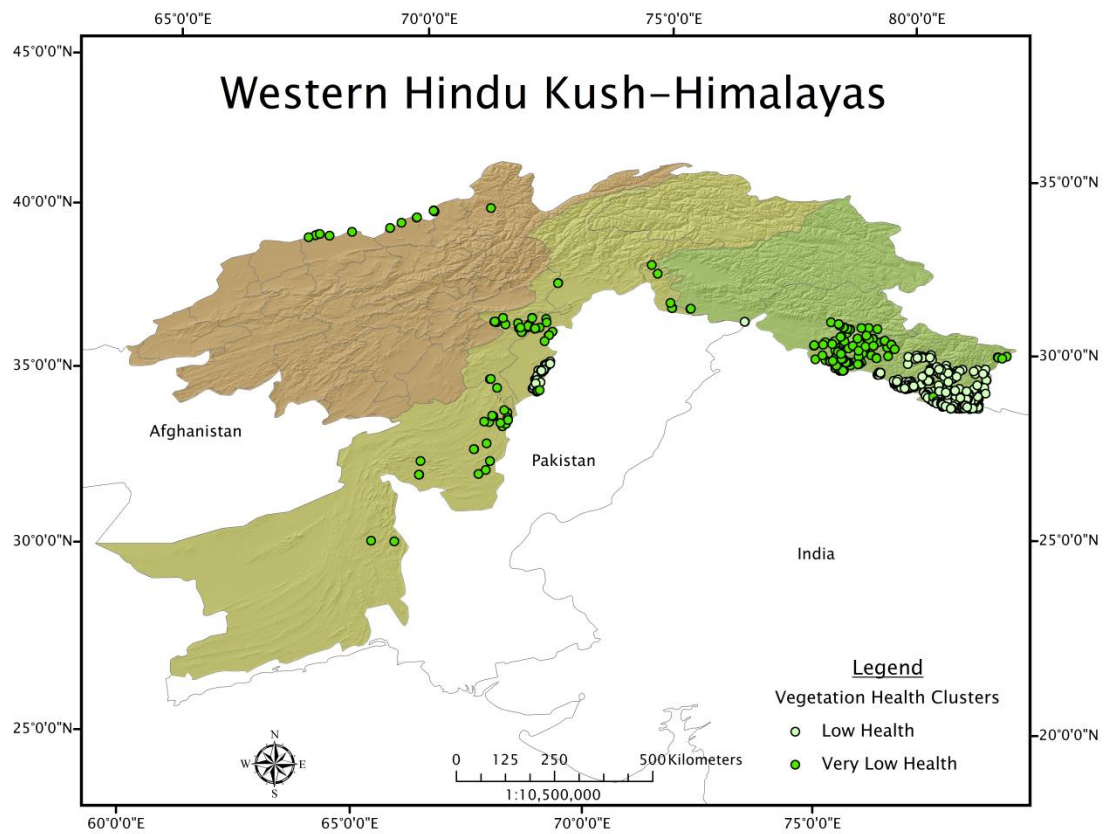 65°0'0"E 70°0'0"E 75°0'0"E 80°0'0"E
45°0'0"N
Western Hindu Kush-Himalayas
40°0'0"N 35°0'0"N
35°0'0"N 30°0'0"N
Afghanistan
Pakistan
30°0'0"N 25°0'0"N
India
Legend
Vegetation Health Clusters
Low Health
Very Low Health
25°0'0"N 20°0'0"N
N
W E
S
0 125 250 500 Kilometers
1:10,500,000
60°0'0"E 65°0'0"E 70°0'0"E 75°0'0"E